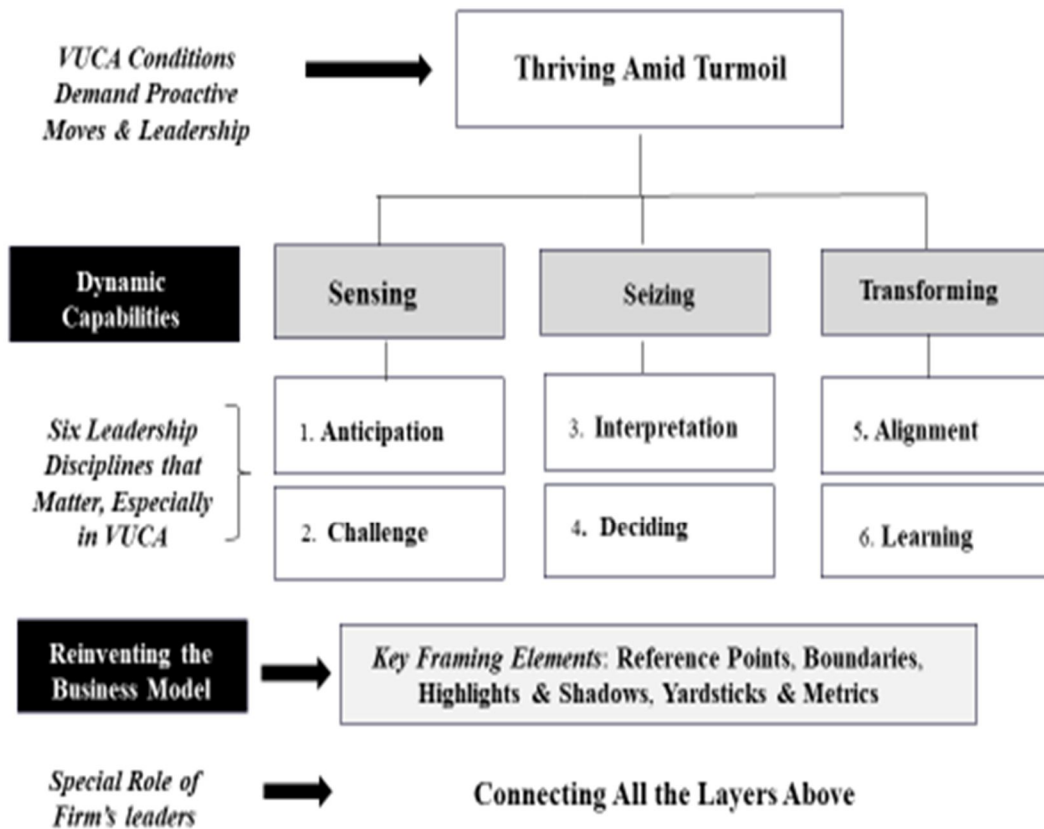 VUCA Conditions
Demand Proactive
Moves & Leadership
Thriving Amid Turmoil
Dynamic
Capabilities
Sensing
Seizing
Transforming
Six Leadership
Disciplines that
Matter, Especially
in VUCA
1. Anticipation
3. Interpretation
5. Alignment
2. Challenge
4. Deciding
6. Learning
Reinventing the
Business Model
Key Framing Elements: Reference Points, Boundaries,
Highlights & Shadows, Yardsticks & Metrics
Special Role of
Firm's leaders
Connecting All the Layers Above